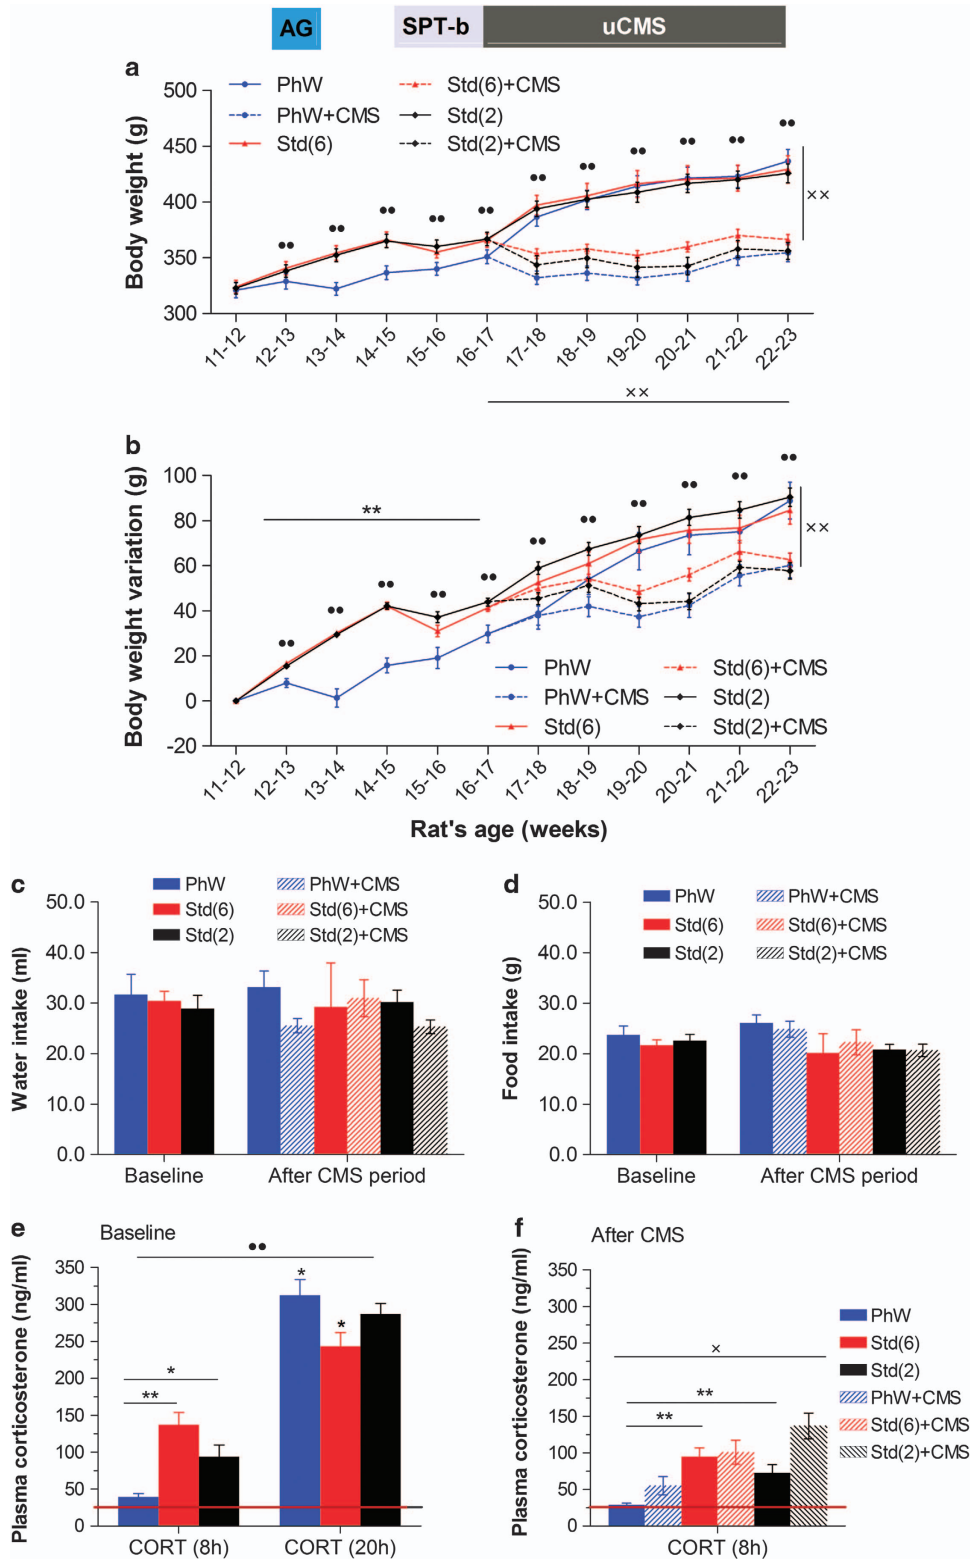 AG SPT-b uCMS
a
Body weight (g)
500
450
400
350
300
PhW
PhW+CMS
Std(6)
Std(6)+CMS
Std(2)
Std(2)+CMS
•• •• •• •• •• •• •• •• •• •• ••
××
11-12 12-13 13-14 14-15 15-16 16-17 17-18 18-19 19-20 20-21 21-22 22-23
××
b
Body weight variation (g)
100
80
60
40
20
0
-20
**
•• •• •• •• •• •• •• •• •• •• ••
××
PhW
PhW+CMS
Std(6)
Std(6)+CMS
Std(2)
Std(2)+CMS
11-12 12-13 13-14 14-15 15-16 16-17 17-18 18-19 19-20 20-21 21-22 22-23
Rat's age (weeks)
c
Water intake (ml)
50.0
40.0
30.0
20.0
10.0
0.0
PhW
Std(6)
Std(2)
PhW+CMS
Std(6)+CMS
Std(2)+CMS
Baseline After CMS period
d
Food intake (g)
50.0
40.0
30.0
20.0
10.0
0.0
PhW
Std(6)
Std(2)
PhW+CMS
Std(6)+CMS
Std(2)+CMS
Baseline After CMS period
e
Baseline
Plasma corticosterone (ng/ml)
350
300
250
200
150
100
50
0
••
*
*
*
**
CORT (8h) CORT (20h)
f
After CMS
Plasma corticosterone (ng/ml)
350
300
250
200
150
100
50
0
×
**
**
CORT (8h)
PhW
Std(6)
Std(2)
PhW+CMS
Std(6)+CMS
Std(2)+CMS